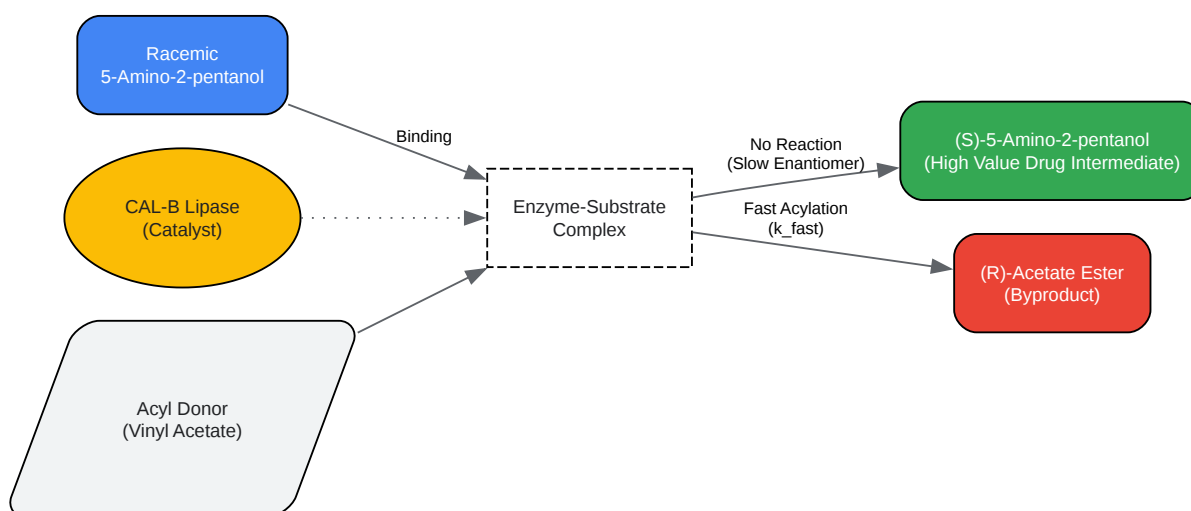 Racemic
5-Amino-2-pentanol
CAL-B Lipase
(Catalyst)
Acyl Donor
(Vinyl Acetate)
Binding
Enzyme-Substrate
Complex
No Reaction
(Slow Enantiomer)
Fast Acylation
(k_fast)
(S)-5-Amino-2-pentanol
(High Value Drug Intermediate)
(R)-Acetate Ester
(Byproduct)